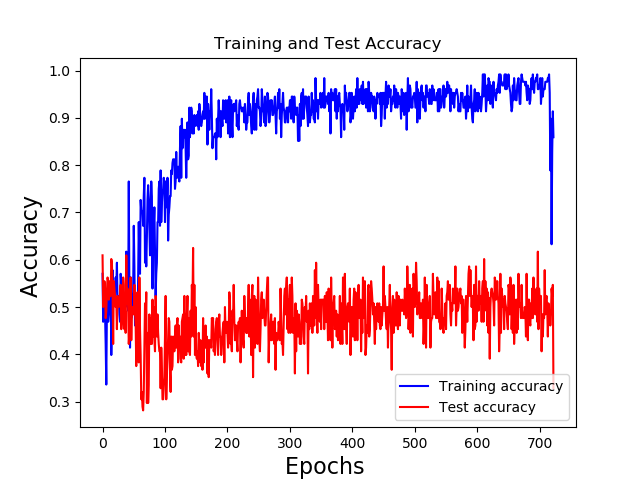 Training and Test Accuracy
1.0
0.9
0.8
0.7
0.6
0.5
0.4
0.3
Accuracy
Training accuracy
Test accuracy
0 100 200 300 400 500 600 700
Epochs